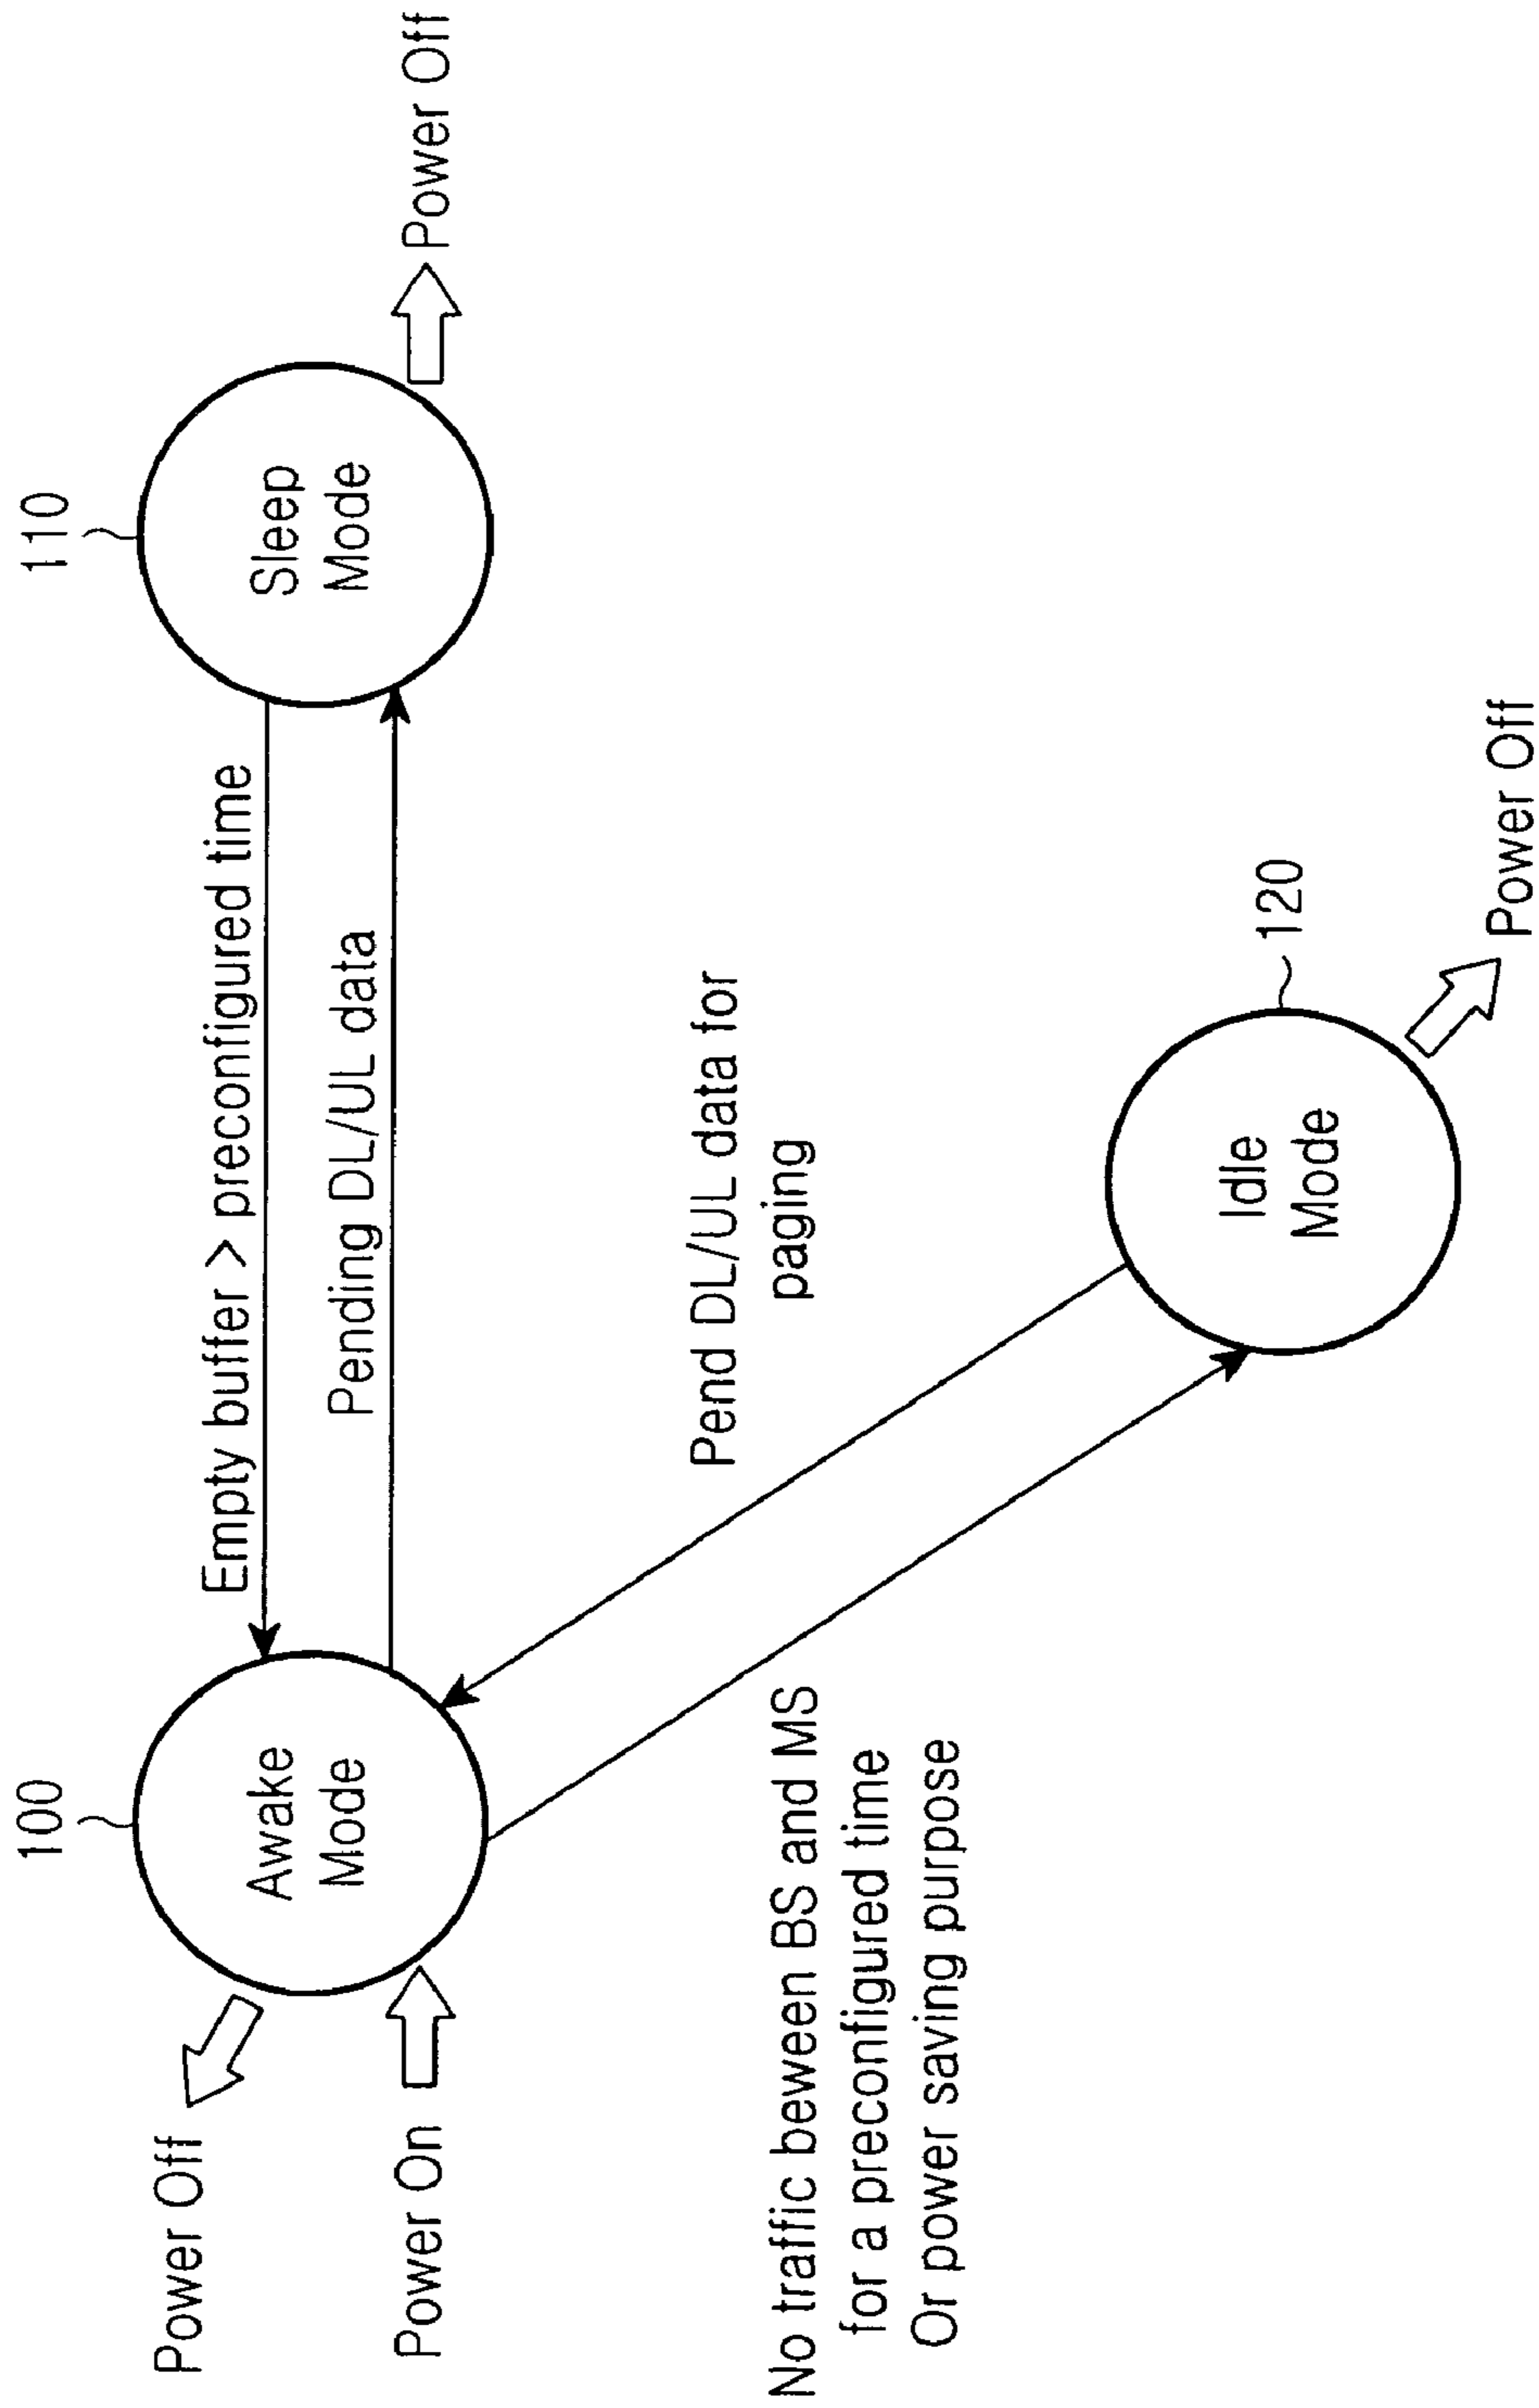 100
110
Awake
Mode
Sleep
Mode
Power Off
Power On
Empty buffer > preconfigured time
Pending DL/UL data
Power Off
Pend DL/UL data for
paging
No traffic beween BS and MS
for a preconfigured time
Or power saving purpose
120
Idle
Mode
Power Off